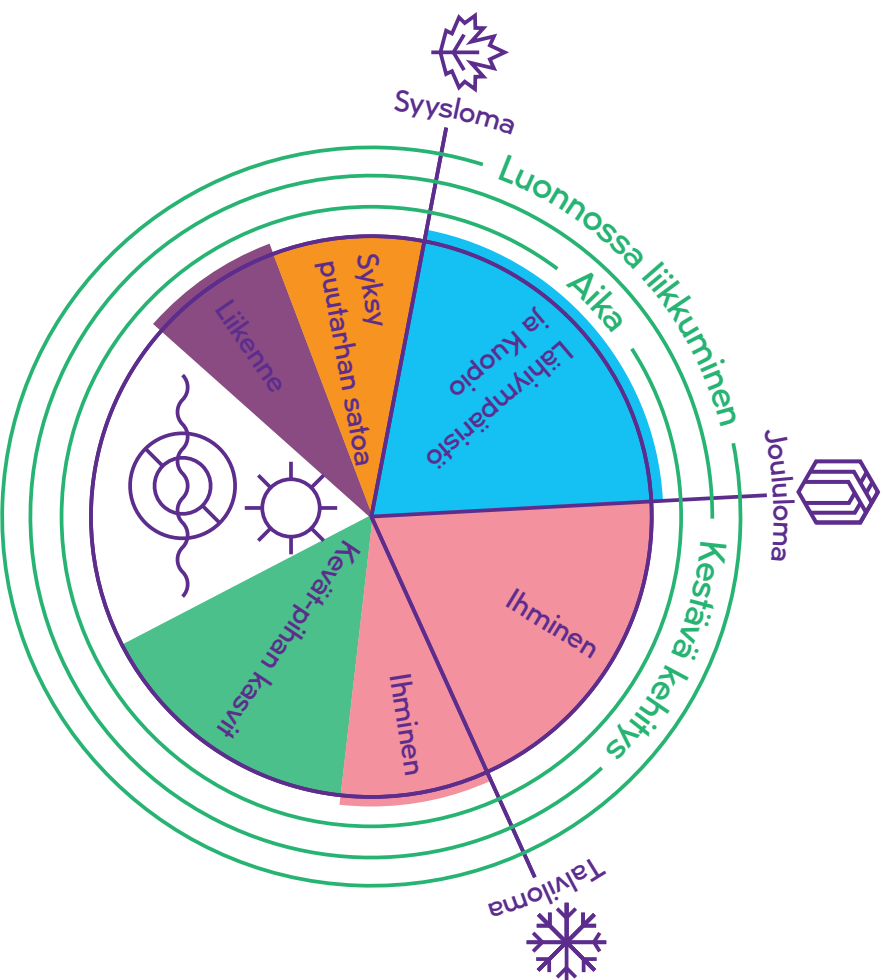 Syysloma
Luonnossa liikkuminen
Aika
Liikenne
Syksy
puutarhan satoa
Lähiympäristö
ja Kuopio
Joululoma
Kestävä kehitys
Ihminen
Ihminen
Kevät-pihan kasvit
Talviloma